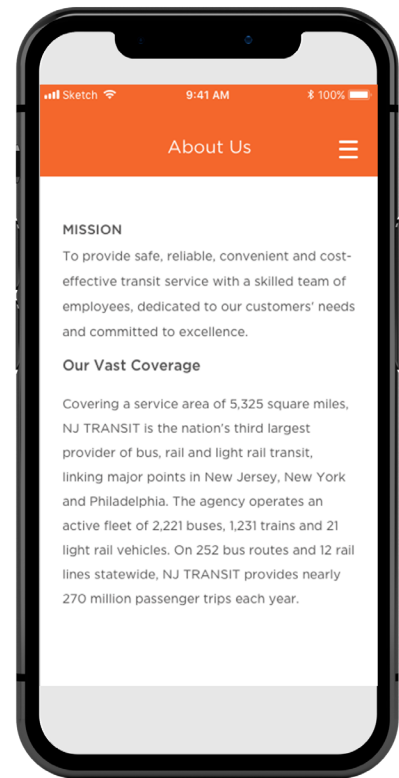 Sketch 9:41 AM 100%
About Us
MISSION
To provide safe, reliable, convenient and cost-
effective transit service with a skilled team of
employees, dedicated to our customers' needs
and committed to excellence.
Our Vast Coverage
Covering a service area of 5,325 square miles,
NJ TRANSIT is the nation's third largest
provider of bus, rail and light rail transit,
linking major points in New Jersey, New York
and Philadelphia. The agency operates an
active fleet of 2,221 buses, 1,231 trains and 21
light rail vehicles. On 252 bus routes and 12 rail
lines statewide, NJ TRANSIT provides nearly
270 million passenger trips each year.